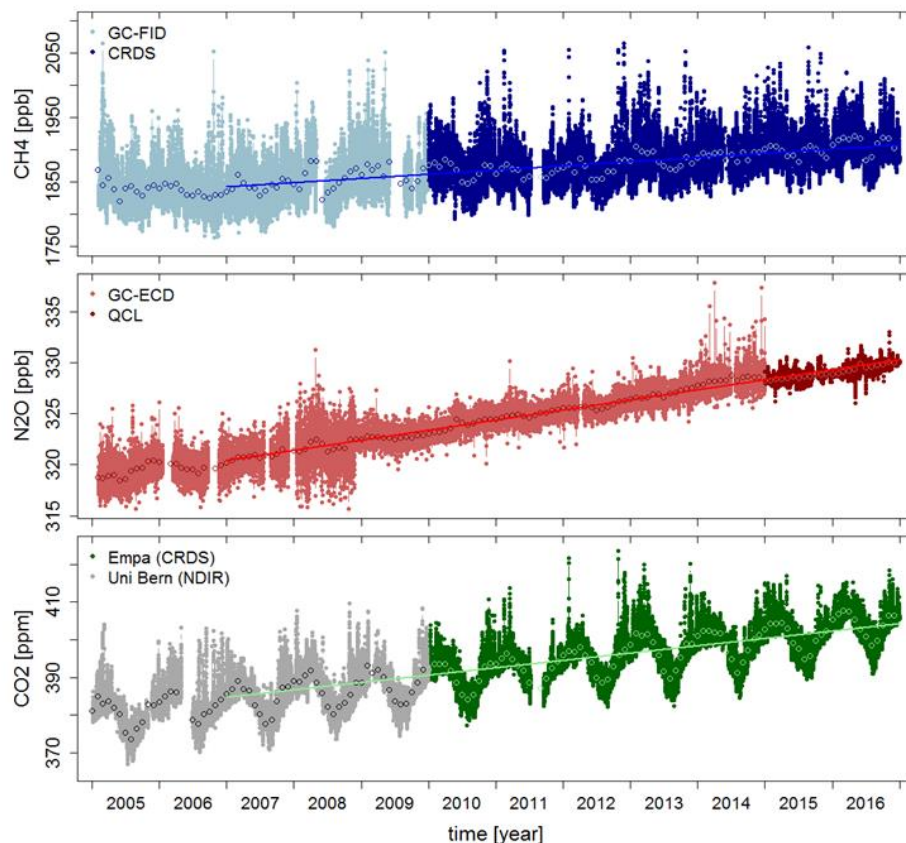 GC-FID
CRDS
CH4 [ppb]
2050
1950
1850
1750
GC-ECD
QCL
N2O [ppb]
335
330
325
320
315
Empa (CRDS)
Uni Bern (NDIR)
CO2 [ppm]
410
390
370
2005 2006 2007 2008 2009 2010 2011 2012 2013 2014 2015 2016
time [year]